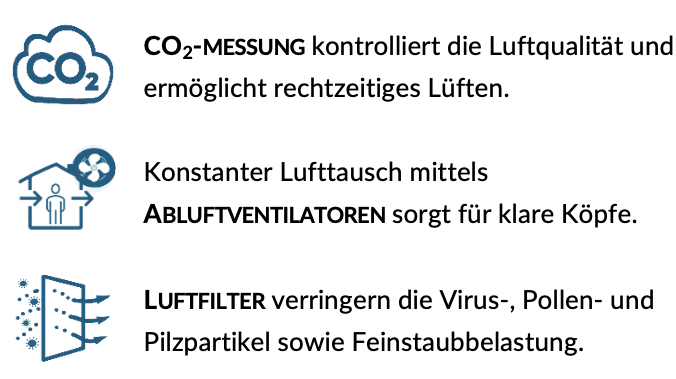 CO₂
CO₂-MESSUNG kontrolliert die Luftqualität und
ermöglicht rechtzeitiges Lüften.
Konstanter Lufttausch mittels
ABLUFTVENTILATOREN sorgt für klare Köpfe.
LUFTFILTER verringern die Virus-, Pollen- und
Pilzpartikel sowie Feinstaubbelastung.